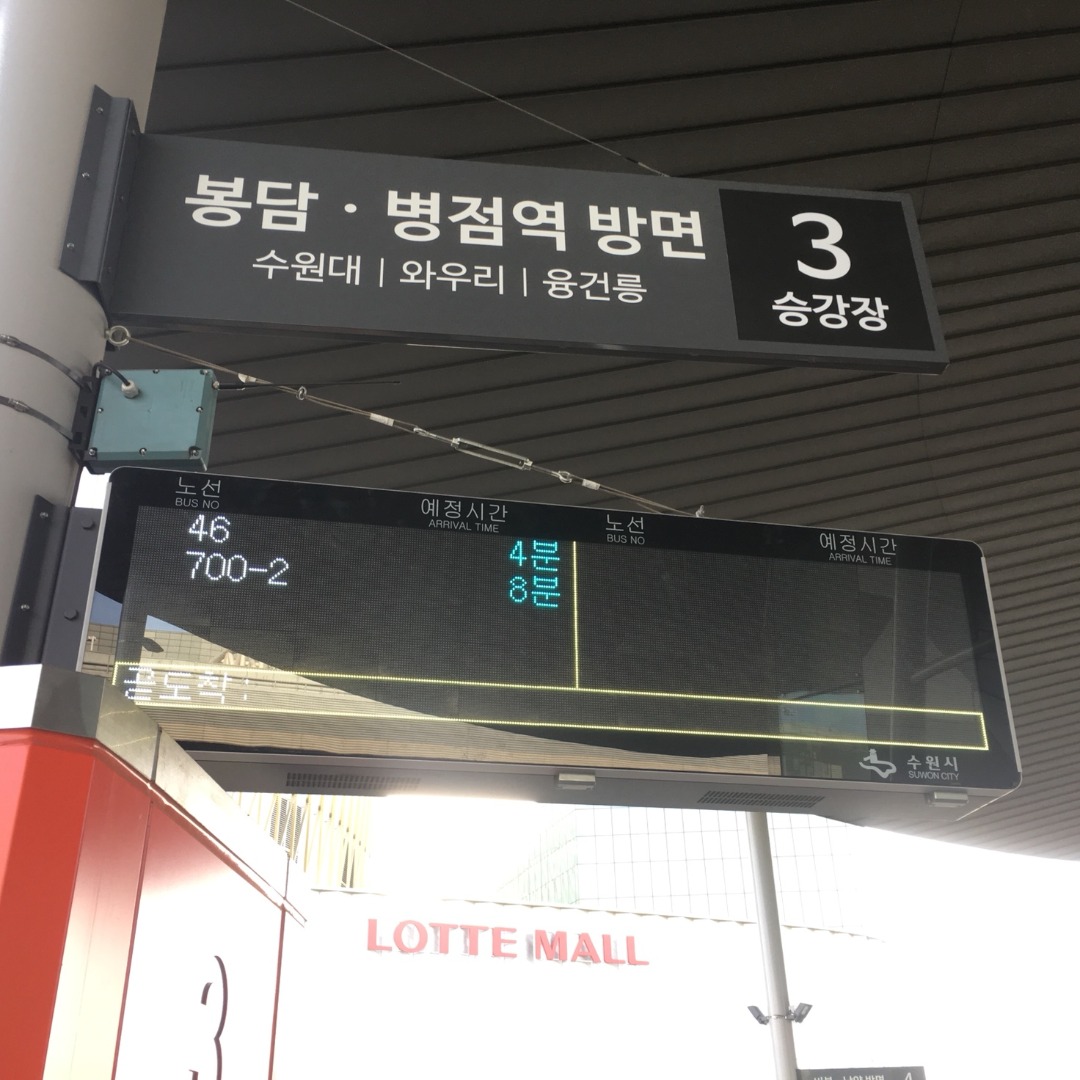 봉담 · 병점역 방면
수원대 | 와우리 | 융건릉
3
승강장
노선
BUS NO
예정시간
ARRIVAL TIME
노선
BUS NO
예정시간
ARRIVAL TIME
46
4분
700-2
8분
곧도착:
수원시
SUWON CITY
LOTTE MALL
3
4